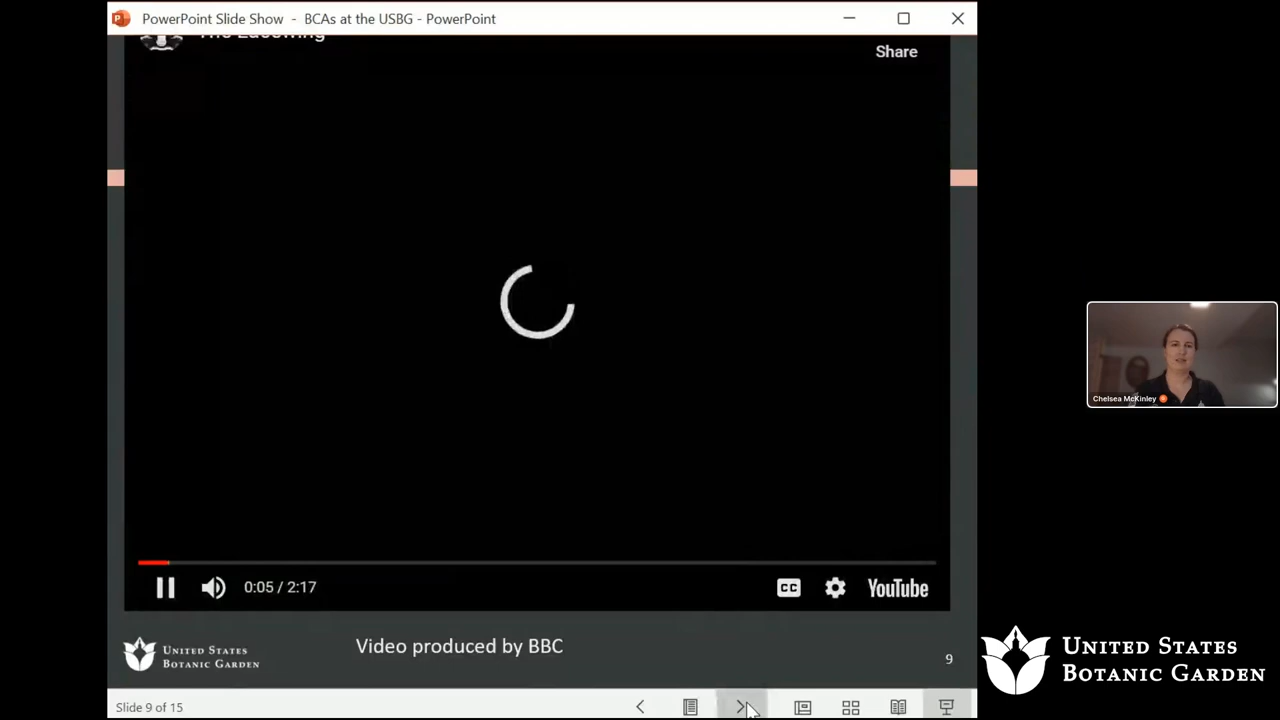 PowerPoint Slide Show - BCAs at the USBG - PowerPoint
Share
0:05 / 2:17
CC
YouTube
UNITED STATES
BOTANIC GARDEN
Video produced by BBC
9
Slide 9 of 15
Chelsea McKinley
UNITED STATES
BOTANIC GARDEN